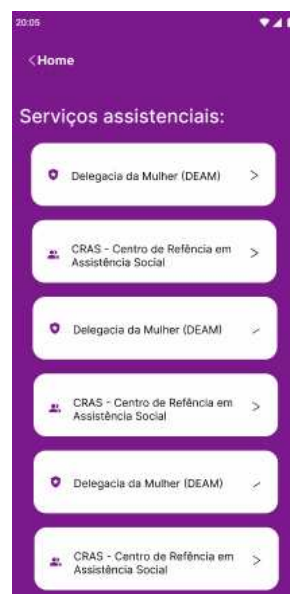 20:05
<Home
Serviços assistenciais:
Delegacia da Mulher (DEAM)
CRAS - Centro de Refência em
Assistência Social
Delegacia da Mulher (DEAM)
CRAS - Centro de Refência em
Assistência Social
Delegacia da Mulher (DEAM)
CRAS - Centro de Refência em
Assistência Social